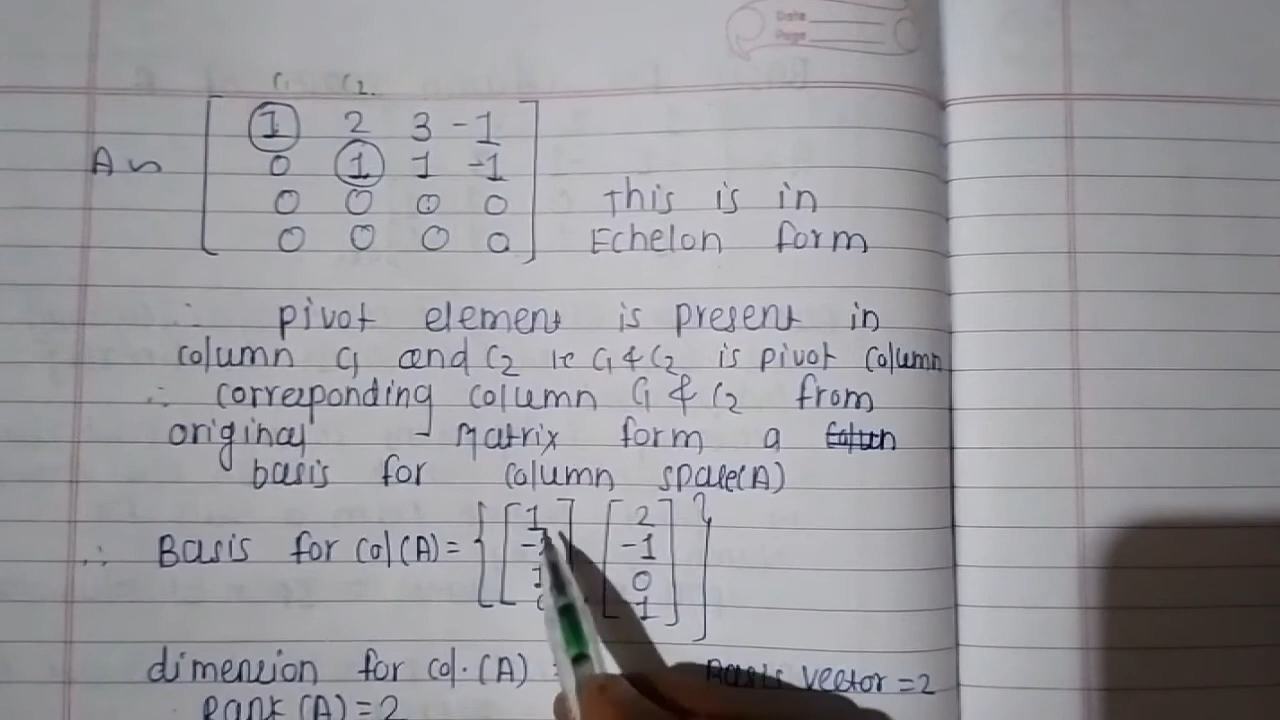 Date
Page
C1 C2.
1 2 3 -1
A ~ 0 1 1 -1
0 0 0 0 This is in
0 0 0 0 Echelon form
∴ pivot element is present in
column C1 and C2 ie C1 & C2 is pivot column
∴ corresponding column C1 & C2 from
original - matrix form a
basis for column space(A)
1 2
∴ Basis for Col(A) = { [ ] [ -1 ] }
1 0
1
dimension for col. (A) Basis vector = 2
Rank (A) = 2